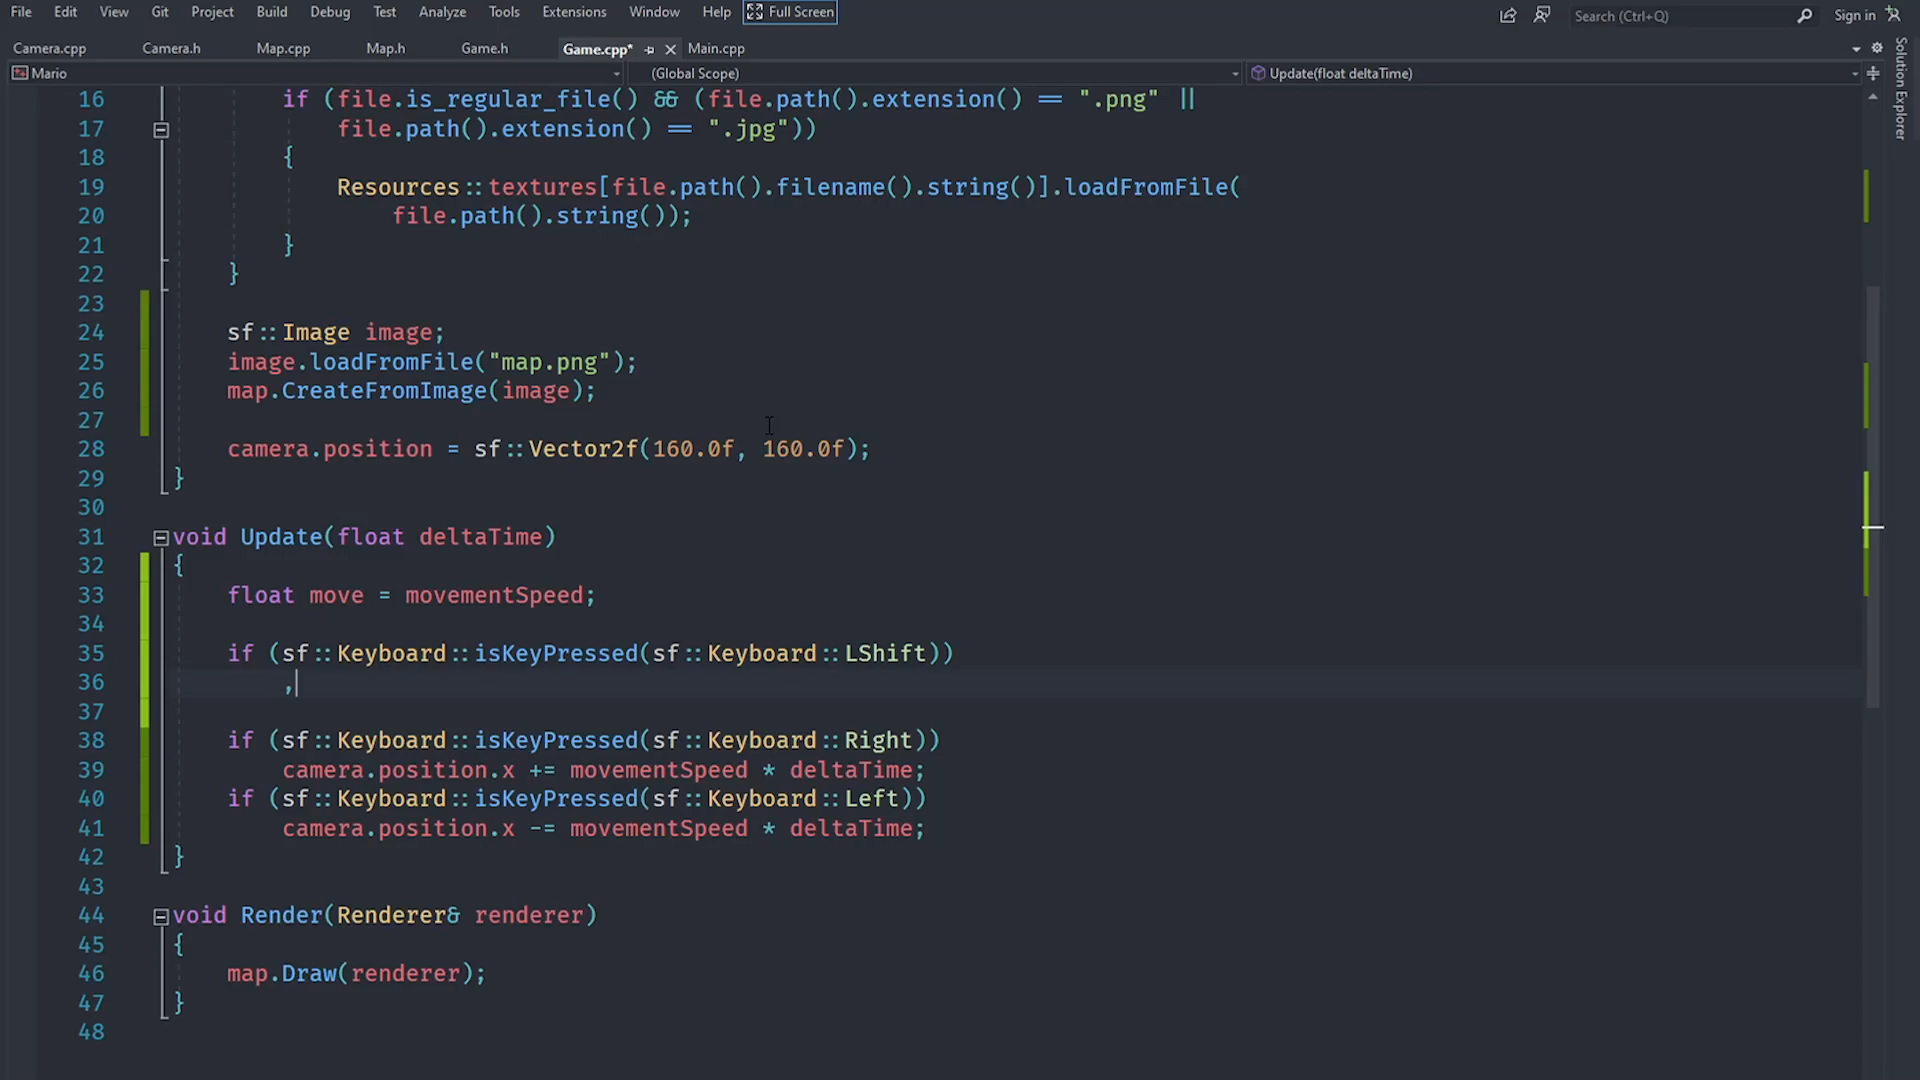 File Edit View Git Project Build Debug Test Analyze Tools Extensions Window Help Full Screen Search (Ctrl+Q) Sign in
Camera.cpp Camera.h Map.cpp Map.h Game.h Game.cpp* Main.cpp
Mario (Global Scope) Update(float deltaTime)
Solution Explorer
16 if (file.is_regular_file() && (file.path().extension() == ".png" ||
17 file.path().extension() == ".jpg"))
18 {
19 Resources::textures[file.path().filename().string()].loadFromFile(
20 file.path().string());
21 }
22 }
23
24 sf::Image image;
25 image.loadFromFile("map.png");
26 map.CreateFromImage(image);
27
28 camera.position = sf::Vector2f(160.0f, 160.0f);
29 }
30
31 void Update(float deltaTime)
32 {
33 float move = movementSpeed;
34
35 if (sf::Keyboard::isKeyPressed(sf::Keyboard::LShift))
36 ,
37
38 if (sf::Keyboard::isKeyPressed(sf::Keyboard::Right))
39 camera.position.x += movementSpeed * deltaTime;
40 if (sf::Keyboard::isKeyPressed(sf::Keyboard::Left))
41 camera.position.x -= movementSpeed * deltaTime;
42 }
43
44 void Render(Renderer& renderer)
45 {
46 map.Draw(renderer);
47 }
48